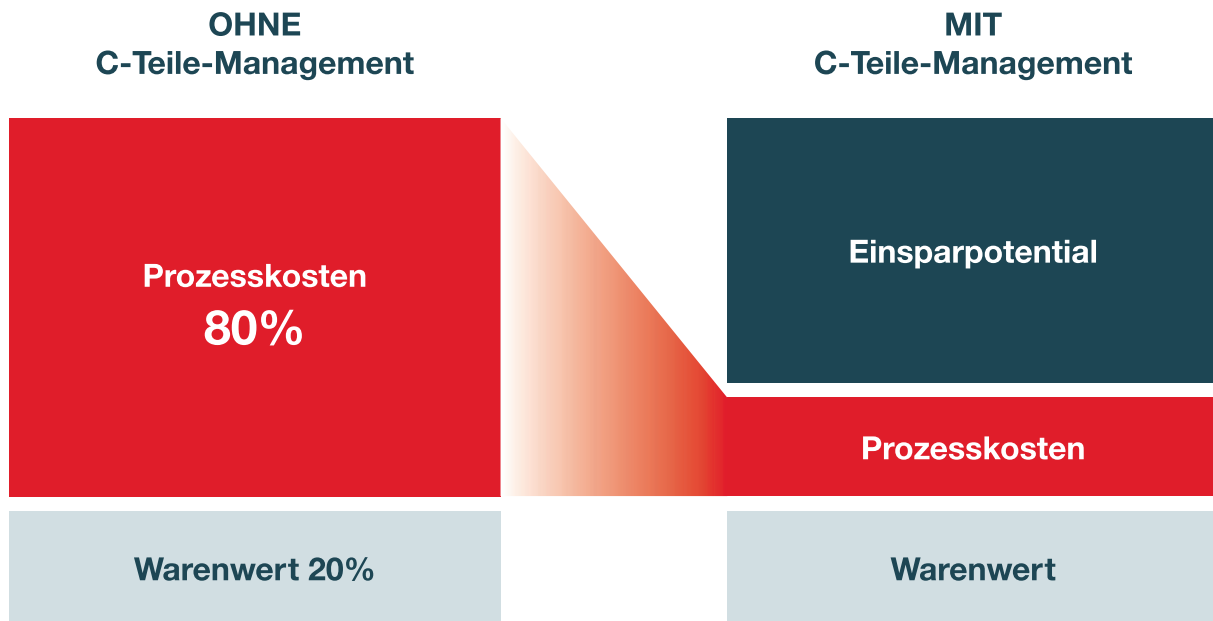 OHNE
C-Teile-Management
Prozesskosten
80%
Warenwert 20%
MIT
C-Teile-Management
Einsparpotential
Prozesskosten
Warenwert